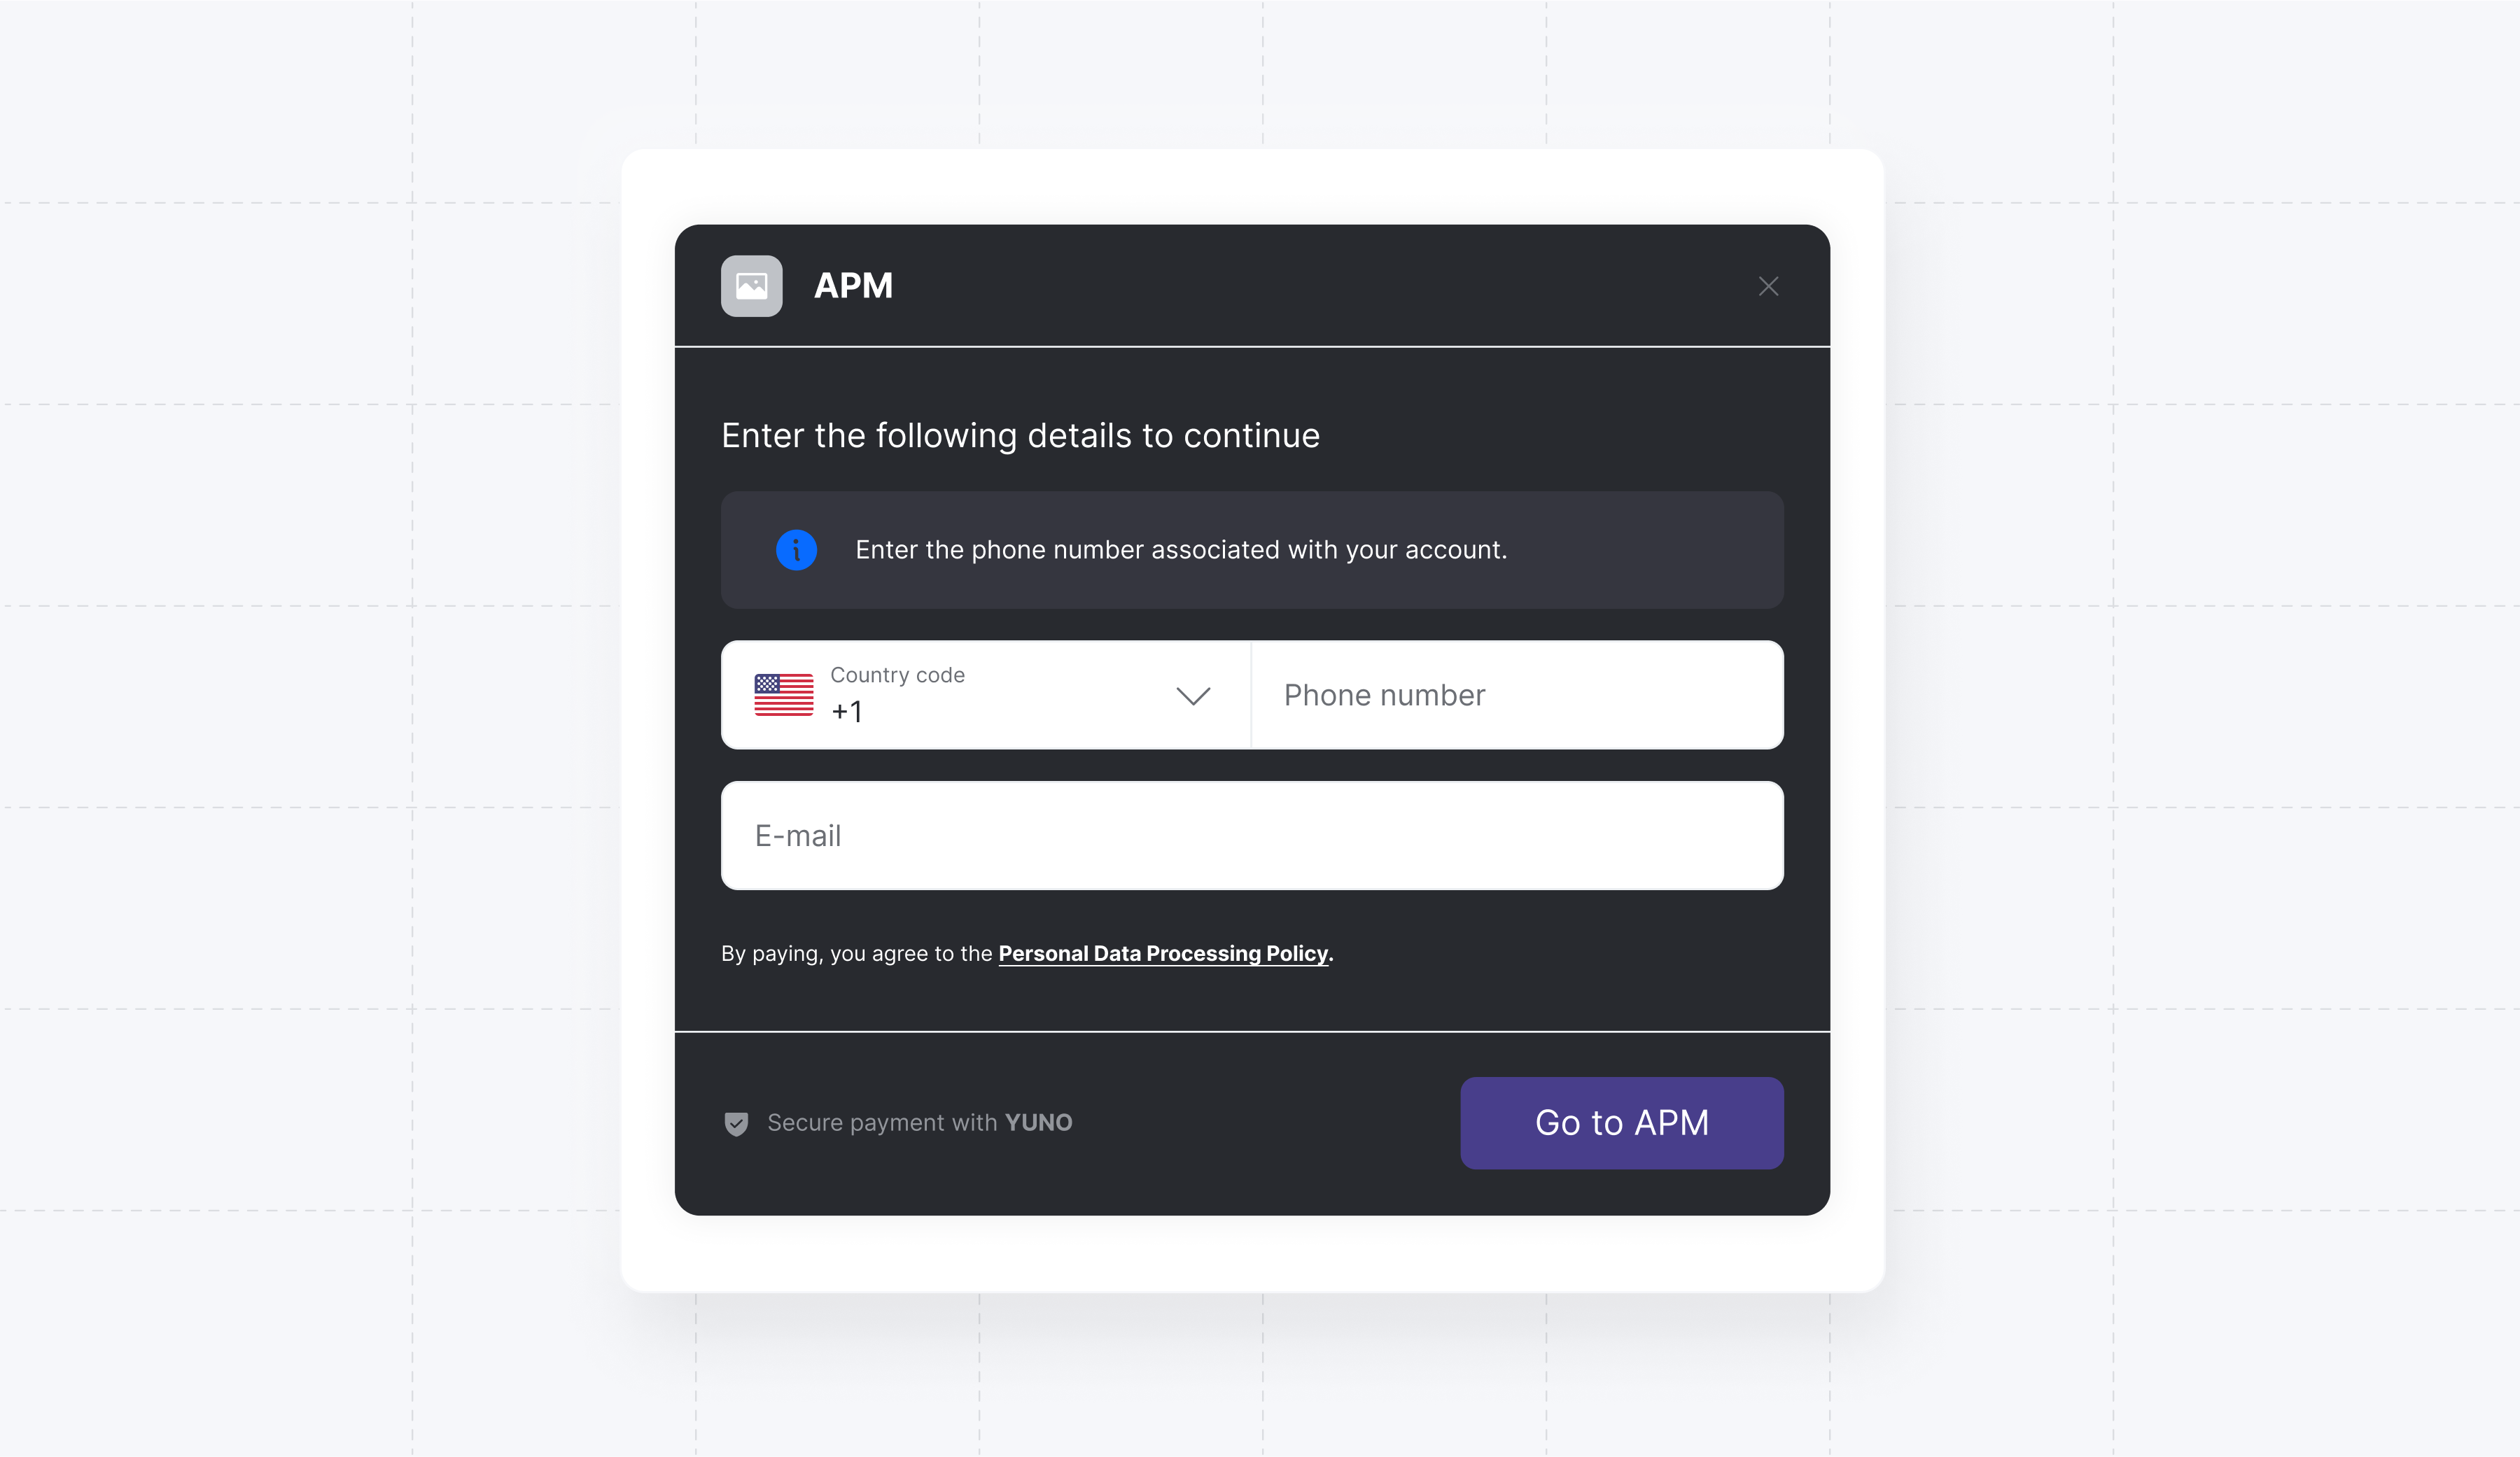 APM
Enter the following details to continue
Enter the phone number associated with your account.
Country code
+1
Phone number
E-mail
By paying, you agree to the Personal Data Processing Policy.
Secure payment with YUNO
Go to APM